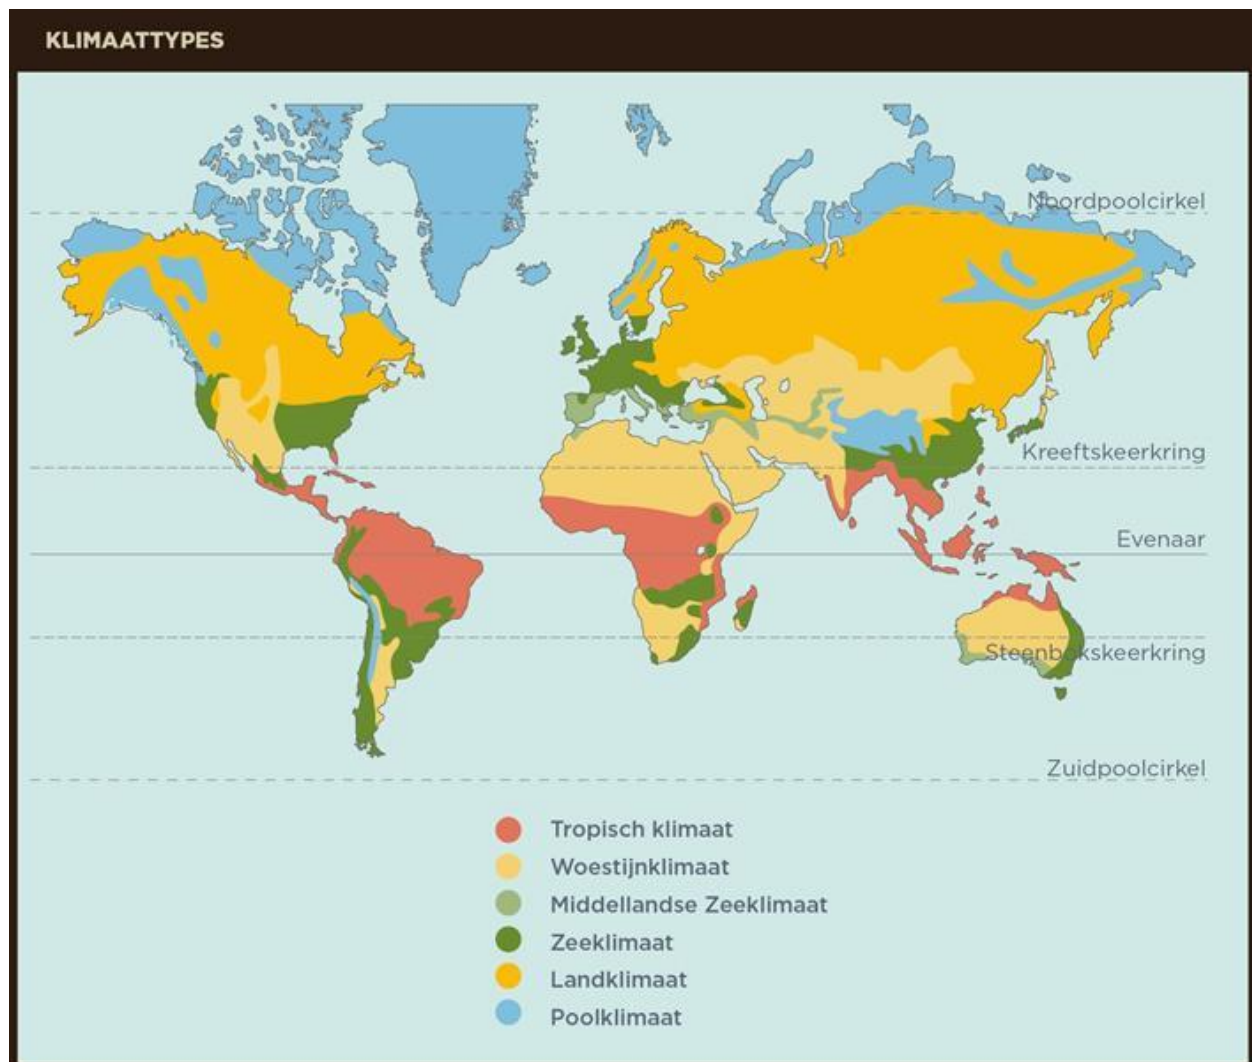 KLIMAATTYPES
Noordpoolcirkel
Kreeftskeerkring
Evenaar
Steenbokskeerkring
Zuidpoolcirkel
Tropisch klimaat
Woestijnklimaat
Middellandse Zeeklimaat
Zeeklimaat
Landklimaat
Poolklimaat